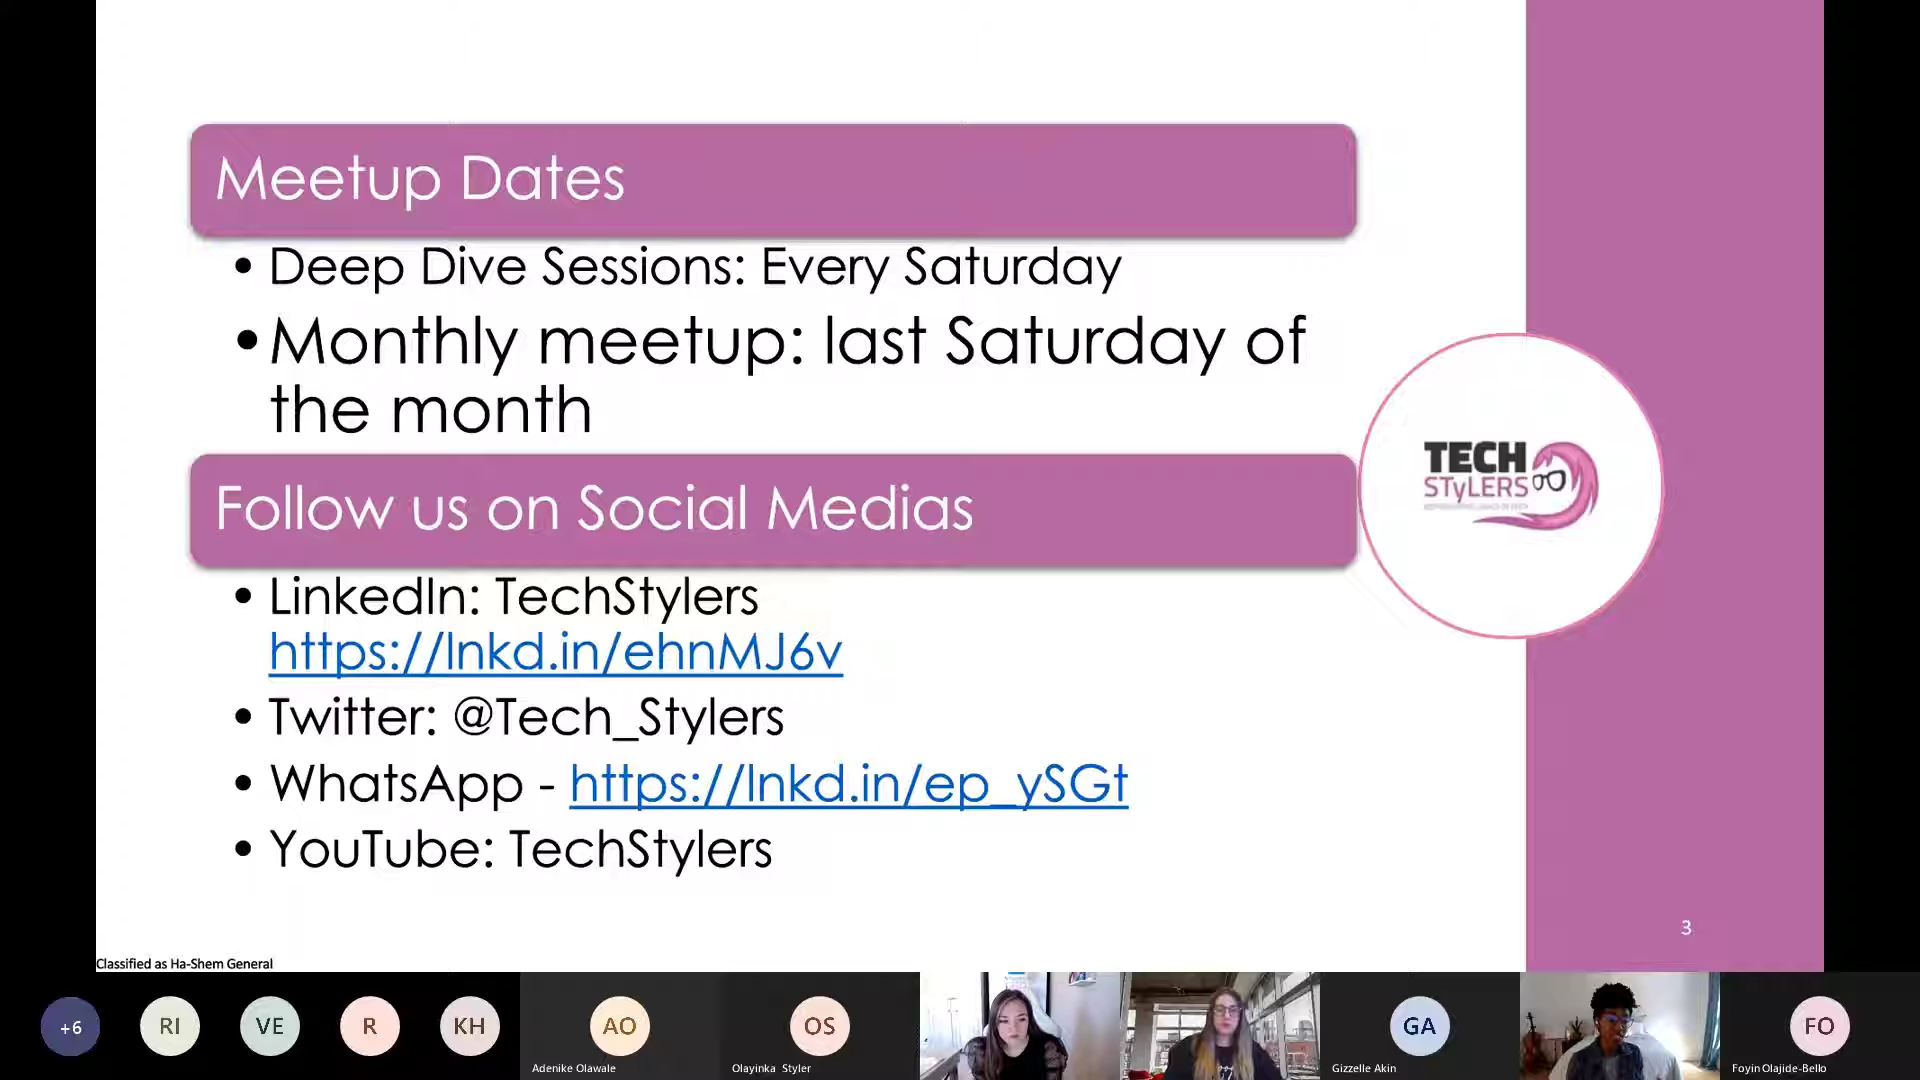 Meetup Dates
• Deep Dive Sessions: Every Saturday
• Monthly meetup: last Saturday of
the month
Follow us on Social Medias
• LinkedIn: TechStylers
https://lnkd.in/ehnMJ6v
• Twitter: @Tech_Stylers
• WhatsApp - https://lnkd.in/ep_ySGt
• YouTube: TechStylers
TECH
STyLERS
3
Classified as Ha-Shem General
+6
RI
VE
R
KH
AO
OS
GA
FO
Adenike Olawale
Olayinka Styler
Gizzelle Akin
Foyin Olajide-Bello